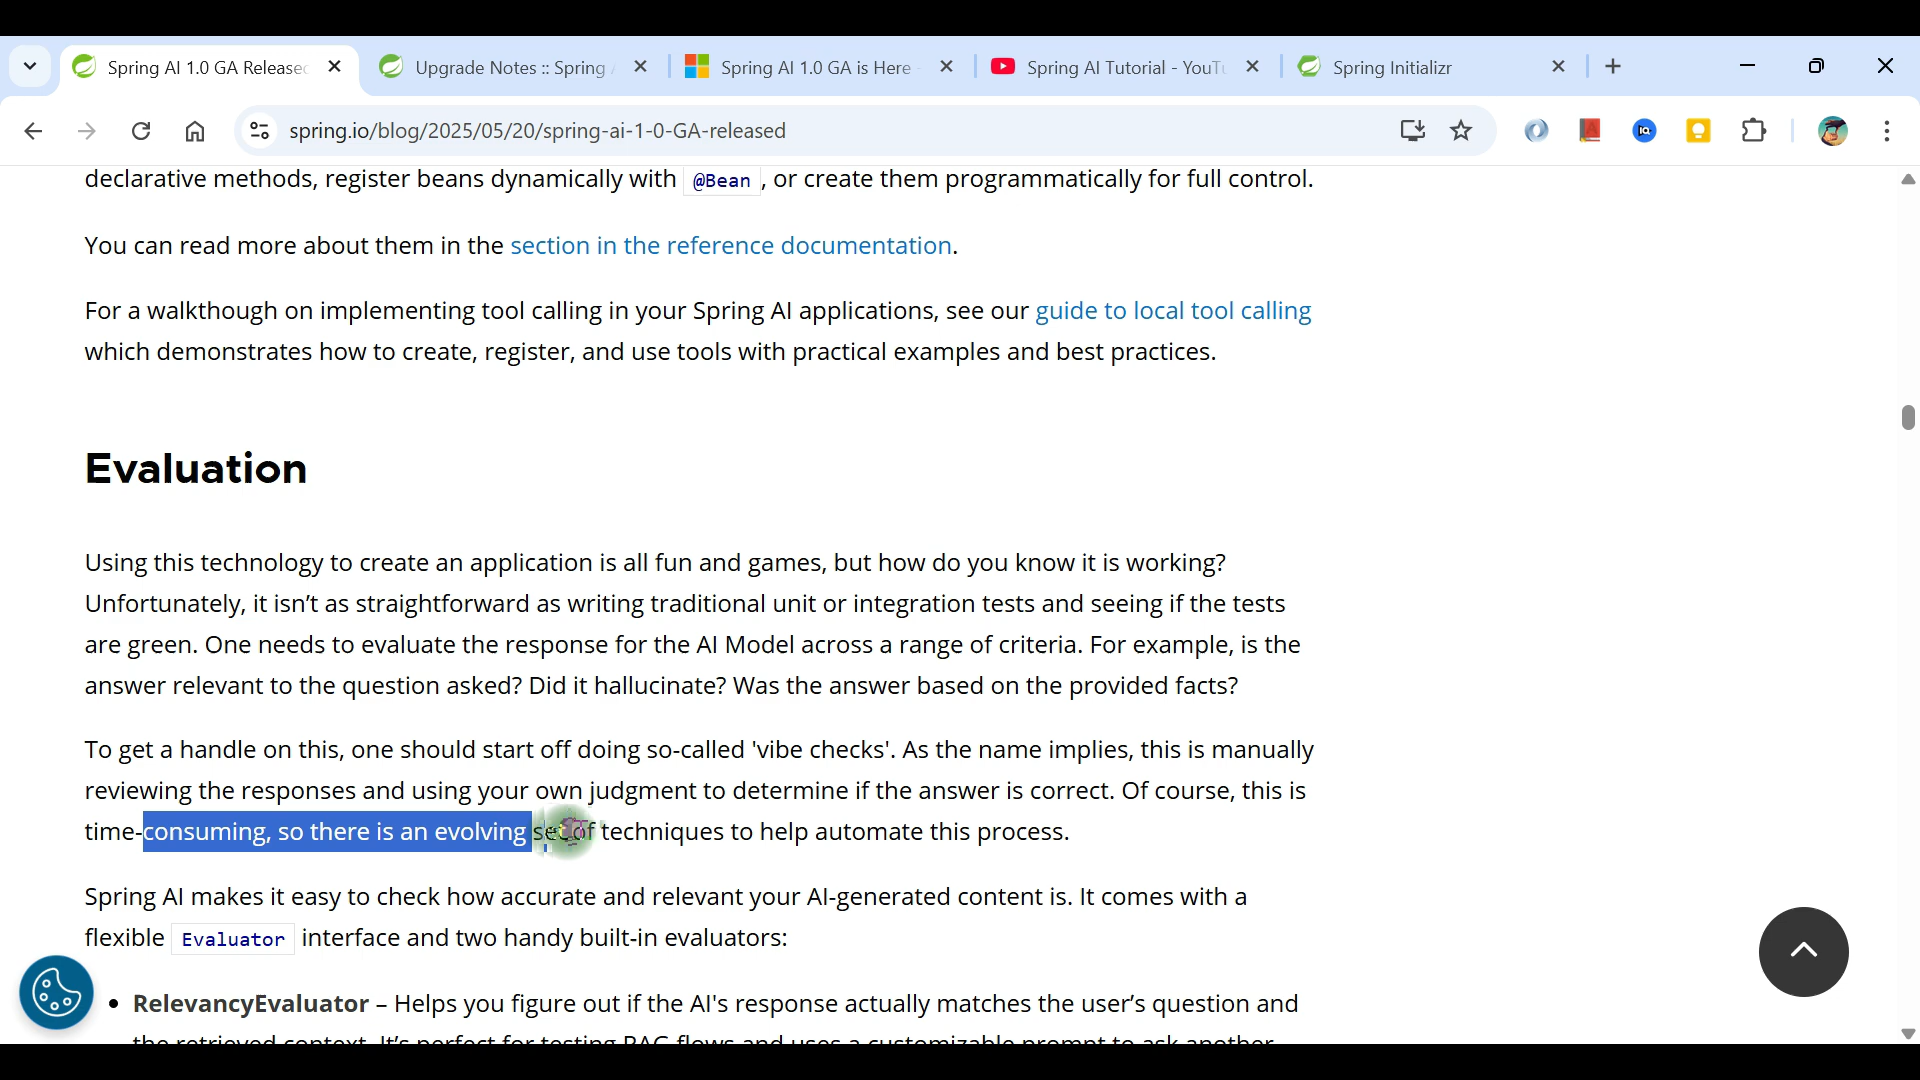 Spring AI 1.0 GA Released
Upgrade Notes :: Spring
Spring AI 1.0 GA is Here
Spring AI Tutorial - YouTu
Spring Initializr
spring.io/blog/2025/05/20/spring-ai-1-0-GA-released
declarative methods, register beans dynamically with @Bean , or create them programmatically for full control.
You can read more about them in the section in the reference documentation.
For a walkthough on implementing tool calling in your Spring AI applications, see our guide to local tool calling
which demonstrates how to create, register, and use tools with practical examples and best practices.
Evaluation
Using this technology to create an application is all fun and games, but how do you know it is working?
Unfortunately, it isn’t as straightforward as writing traditional unit or integration tests and seeing if the tests
are green. One needs to evaluate the response for the AI Model across a range of criteria. For example, is the
answer relevant to the question asked? Did it hallucinate? Was the answer based on the provided facts?
To get a handle on this, one should start off doing so-called 'vibe checks'. As the name implies, this is manually
reviewing the responses and using your own judgment to determine if the answer is correct. Of course, this is
time-consuming, so there is an evolving set of techniques to help automate this process.
Spring AI makes it easy to check how accurate and relevant your AI-generated content is. It comes with a
flexible Evaluator interface and two handy built-in evaluators:
• RelevancyEvaluator – Helps you figure out if the AI's response actually matches the user’s question and
the retrieved context. It’s perfect for testing RAG flows and uses a customizable prompt to ask another